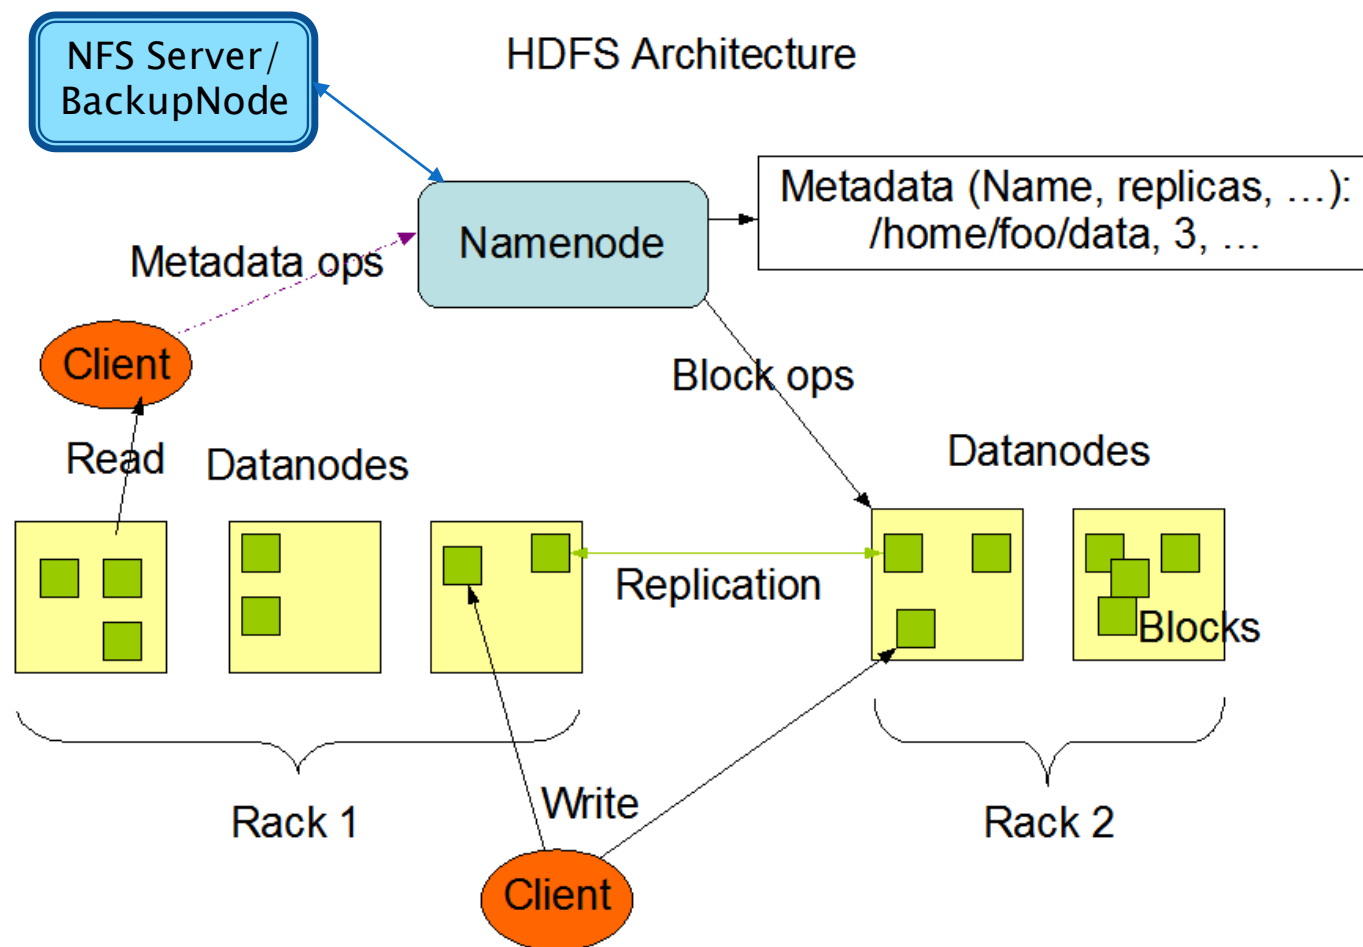 NFS Server/
BackupNode
HDFS Architecture
Metadata (Name, replicas, …):
/home/foo/data, 3, …
Namenode
Metadata ops
Client
Block ops
Read
Datanodes
Datanodes
Replication
Blocks
Rack 1
Write
Rack 2
Client